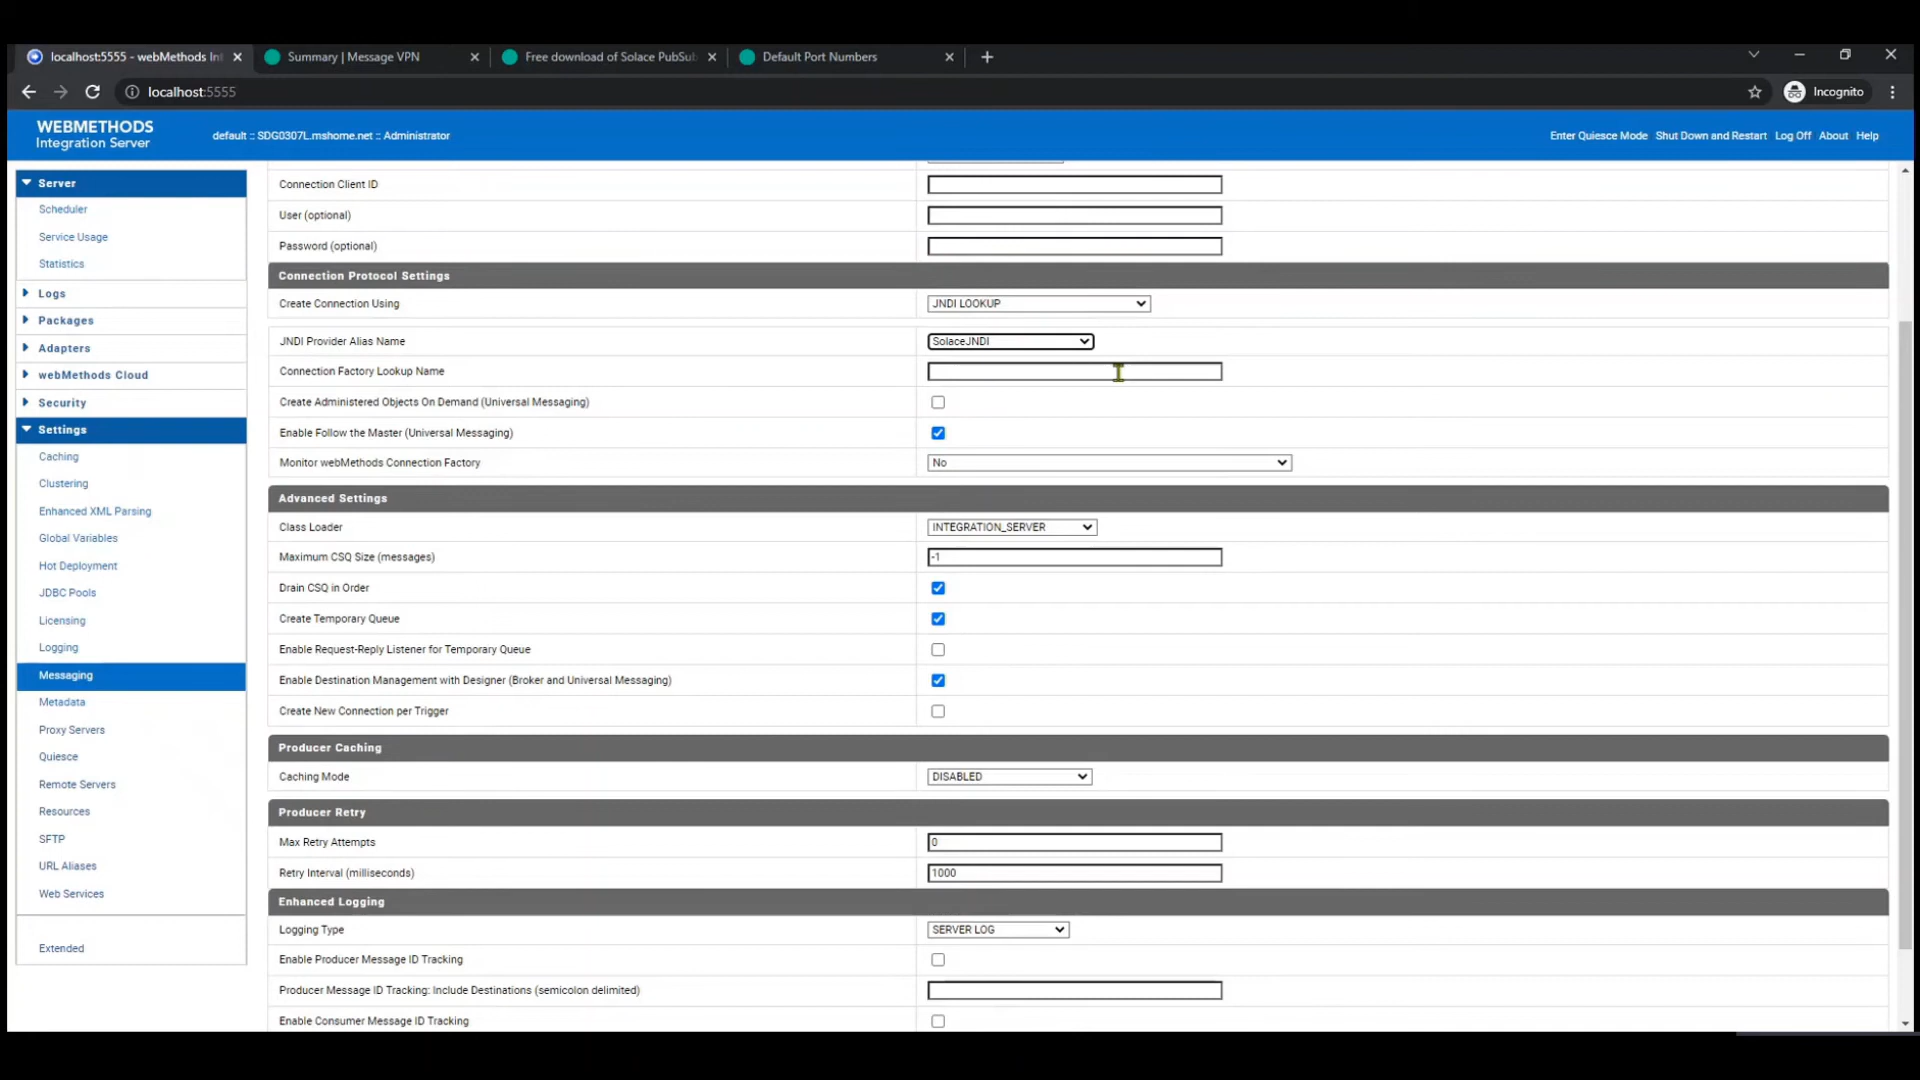 localhost:5555 - webMethods Int
Summary | Message VPN
Free download of Solace PubSub
Default Port Numbers
localhost:5555
Incognito
WEBMETHODS
Integration Server
default :: SDG0307L.mshome.net :: Administrator
Enter Quiesce Mode Shut Down and Restart Log Off About Help
Server
Scheduler
Service Usage
Statistics
Logs
Packages
Adapters
webMethods Cloud
Security
Settings
Caching
Clustering
Enhanced XML Parsing
Global Variables
Hot Deployment
JDBC Pools
Licensing
Logging
Messaging
Metadata
Proxy Servers
Quiesce
Remote Servers
Resources
SFTP
URL Aliases
Web Services
Extended
Connection Client ID
User (optional)
Password (optional)
Connection Protocol Settings
Create Connection Using JNDI LOOKUP
JNDI Provider Alias Name SolaceJNDI
Connection Factory Lookup Name
Create Administered Objects On Demand (Universal Messaging)
Enable Follow the Master (Universal Messaging)
Monitor webMethods Connection Factory No
Advanced Settings
Class Loader INTEGRATION_SERVER
Maximum CSQ Size (messages) -1
Drain CSQ in Order
Create Temporary Queue
Enable Request-Reply Listener for Temporary Queue
Enable Destination Management with Designer (Broker and Universal Messaging)
Create New Connection per Trigger
Producer Caching
Caching Mode DISABLED
Producer Retry
Max Retry Attempts 0
Retry Interval (milliseconds) 1000
Enhanced Logging
Logging Type SERVER LOG
Enable Producer Message ID Tracking
Producer Message ID Tracking: Include Destinations (semicolon delimited)
Enable Consumer Message ID Tracking